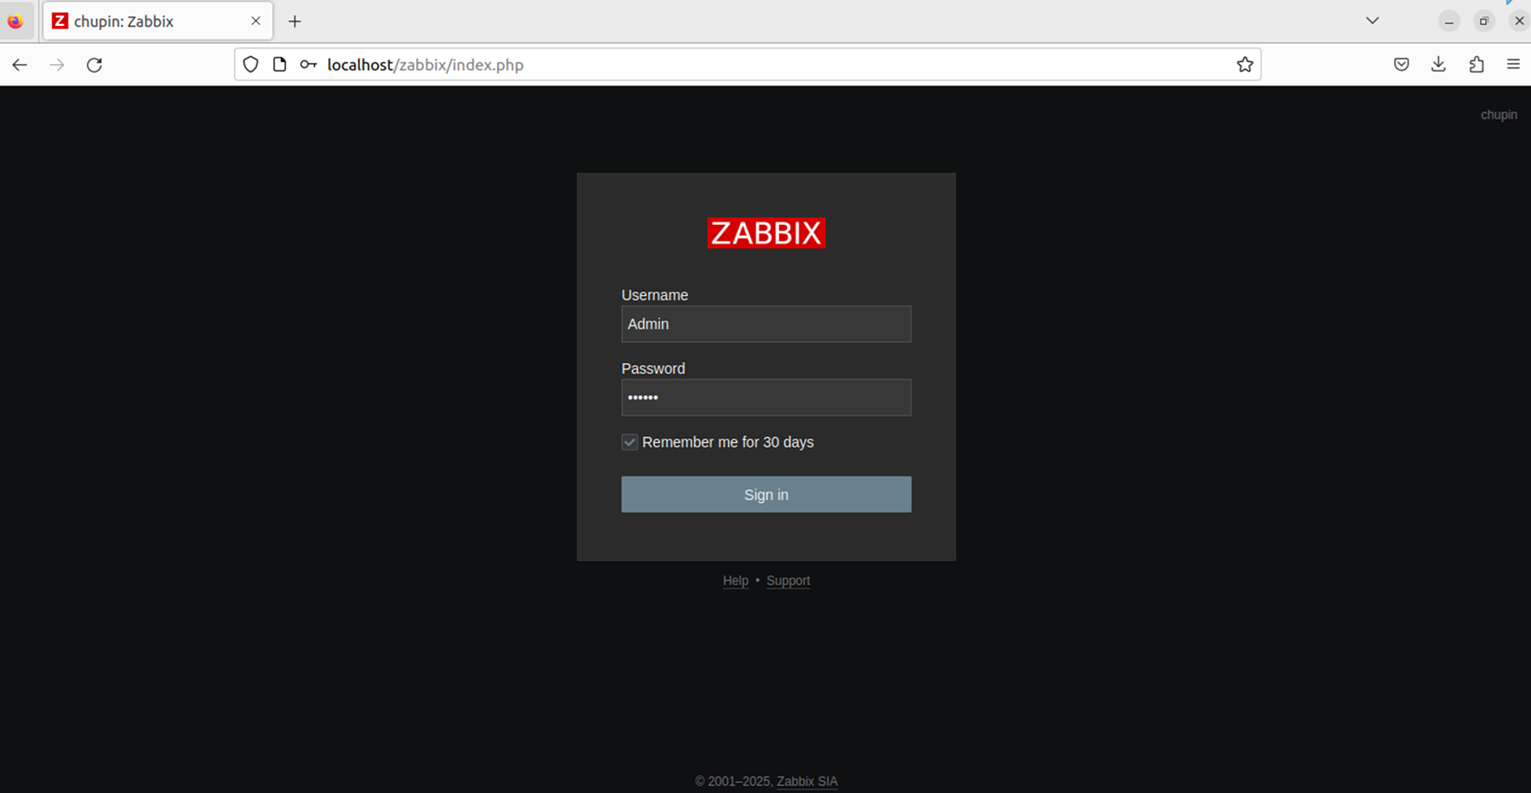 Z chupin: Zabbix
localhost/zabbix/index.php
chupin
ZABBIX
Username
Admin
Password
••••••
Remember me for 30 days
Sign in
Help • Support
© 2001–2025, Zabbix SIA